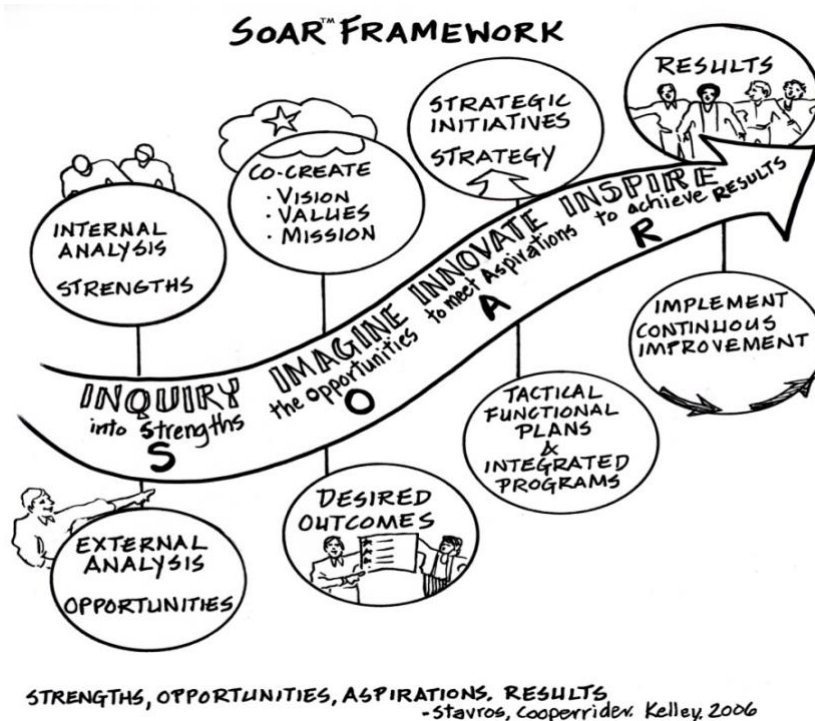 SOAR™ FRAMEWORK
INTERNAL
ANALYSIS
STRENGTHS
CO-CREATE
· VISION
· VALUES
· MISSION
STRATEGIC
INITIATIVES
STRATEGY
RESULTS
INQUIRY
into Strengths
S
IMAGINE
the Opportunities
O
INNOVATE
to meet Aspirations
A
INSPIRE
to achieve RESULTS
R
EXTERNAL
ANALYSIS
OPPORTUNITIES
DESIRED
OUTCOMES
TACTICAL
FUNCTIONAL
PLANS
&
INTEGRATED
PROGRAMS
IMPLEMENT
CONTINUOUS
IMPROVEMENT
STRENGTHS, OPPORTUNITIES, ASPIRATIONS. RESULTS
-Stavros, Cooperrider. Kelley. 2006